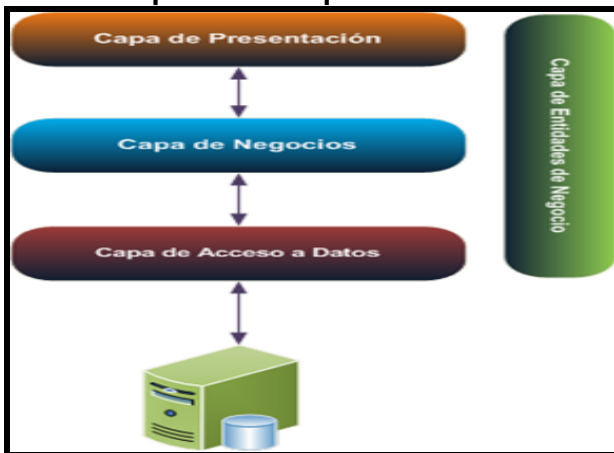 Capa de Presentación
Capa de Negocios
Capa de Acceso a Datos
Capa de Entidades de Negocio